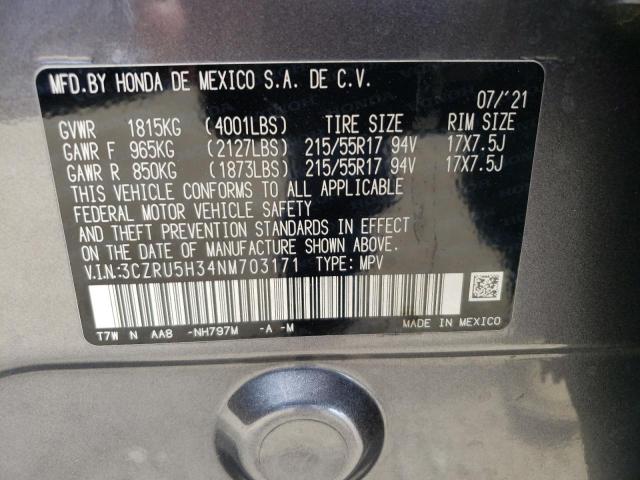 MFD.BY HONDA DE MEXICO S.A. DE C.V.
07/'21
GVWR 1815KG (4001LBS) TIRE SIZE RIM SIZE
GAWR F 965KG (2127LBS) 215/55R17 94V 17X7.5J
GAWR R 850KG (1873LBS) 215/55R17 94V 17X7.5J
THIS VEHICLE CONFORMS TO ALL APPLICABLE
FEDERAL MOTOR VEHICLE SAFETY
AND THEFT PREVENTION STANDARDS IN EFFECT
ON THE DATE OF MANUFACTURE SHOWN ABOVE.
V.I.N.:3CZRU5H34NM703171 TYPE: MPV
T7W N AA8 -NH797M -A -M MADE IN MEXICO